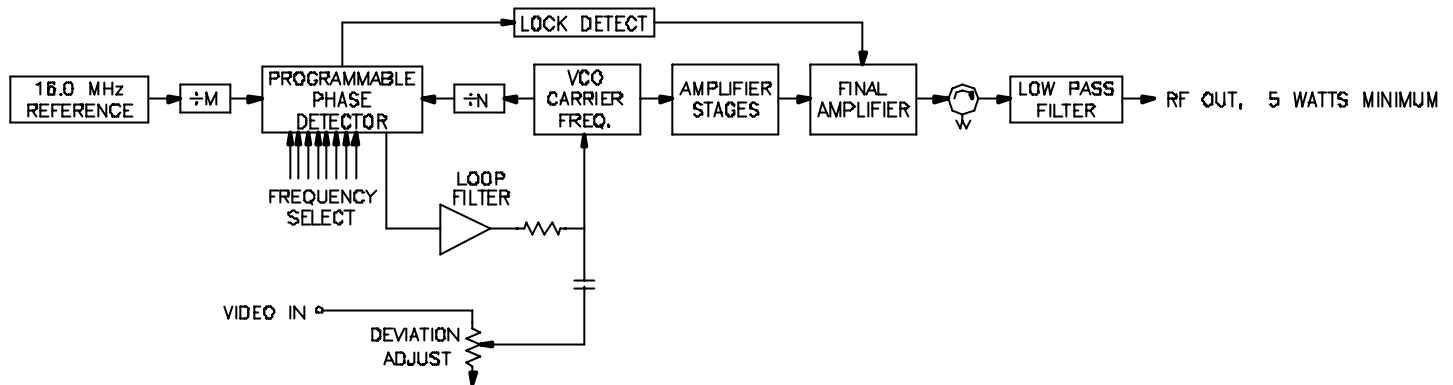 LOCK DETECT
16.0 MHz
REFERENCE
÷M
PROGRAMMABLE
PHASE
DETECTOR
÷N
VCO
CARRIER
FREQ.
AMPLIFIER
STAGES
FINAL
AMPLIFIER
LOW PASS
FILTER
RF OUT, 5 WATTS MINIMUM
FREQUENCY
SELECT
LOOP
FILTER
VIDEO IN
DEVIATION
ADJUST